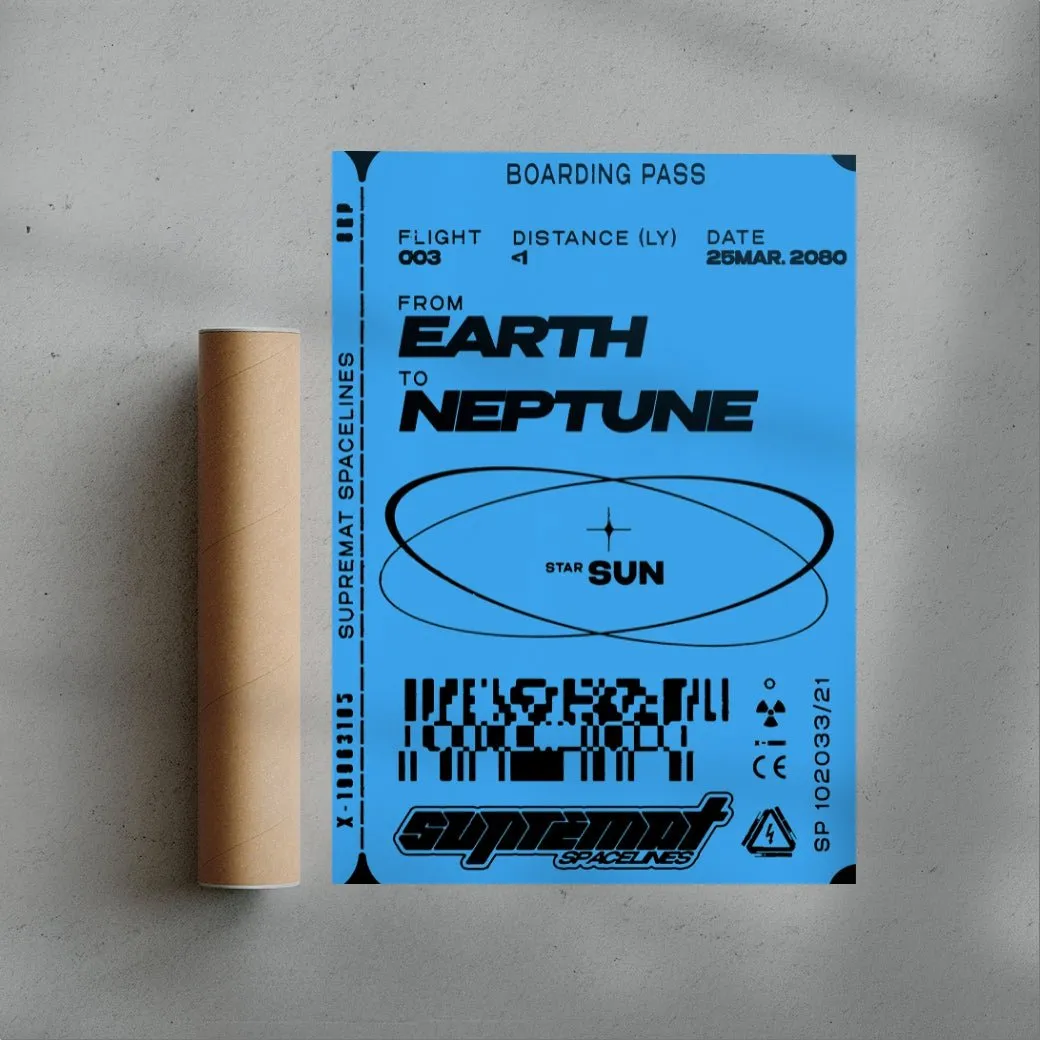 BOARDING PASS
FLIGHT
003
DISTANCE (LY)
<1
DATE
25MAR. 2080
FROM
EARTH
TO
NEPTUNE
STAR SUN
CE
supremat
SPACELINES
SP 102033/21
SUPREMAT SPACELINES